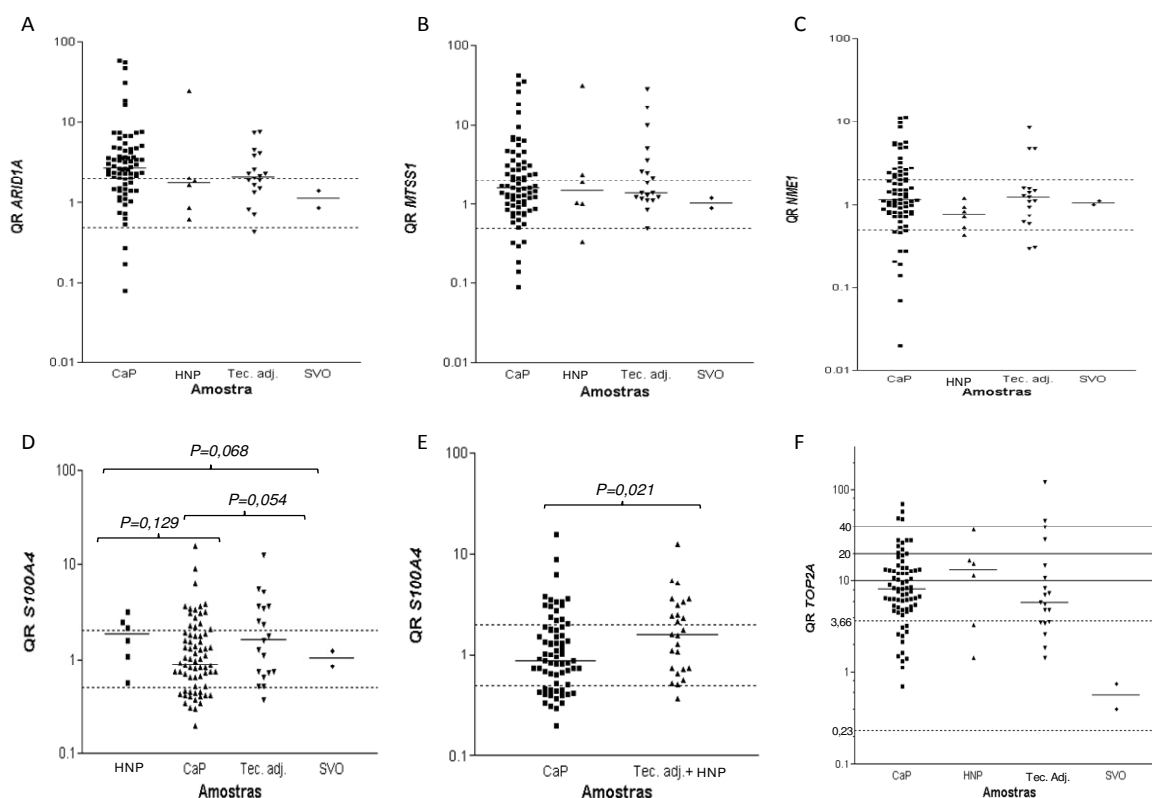 A
QR ARID1A
100
10
1
0.1
0.01
CaP HNP Tec. adj. SVO
Amostra
B
QR MTSS1
100
10
1
0.1
0.01
CaP HNP Tec. adj. SVO
Amostras
C
QR NME1
100
10
1
0.1
0.01
CaP HNP Tec. adj. SVO
Amostras
D
QR S100A4
P=0,068
P=0,054
P=0,129
100
10
1
0.1
HNP CaP Tec. adj. SVO
Amostras
E
QR S100A4
P=0,021
100
10
1
0.1
CaP Tec. adj.+ HNP
Amostras
F
QR TOP2A
100
40
20
10
3,66
1
0,23
0.1
CaP HNP Tec. Adj. SVO
Amostras